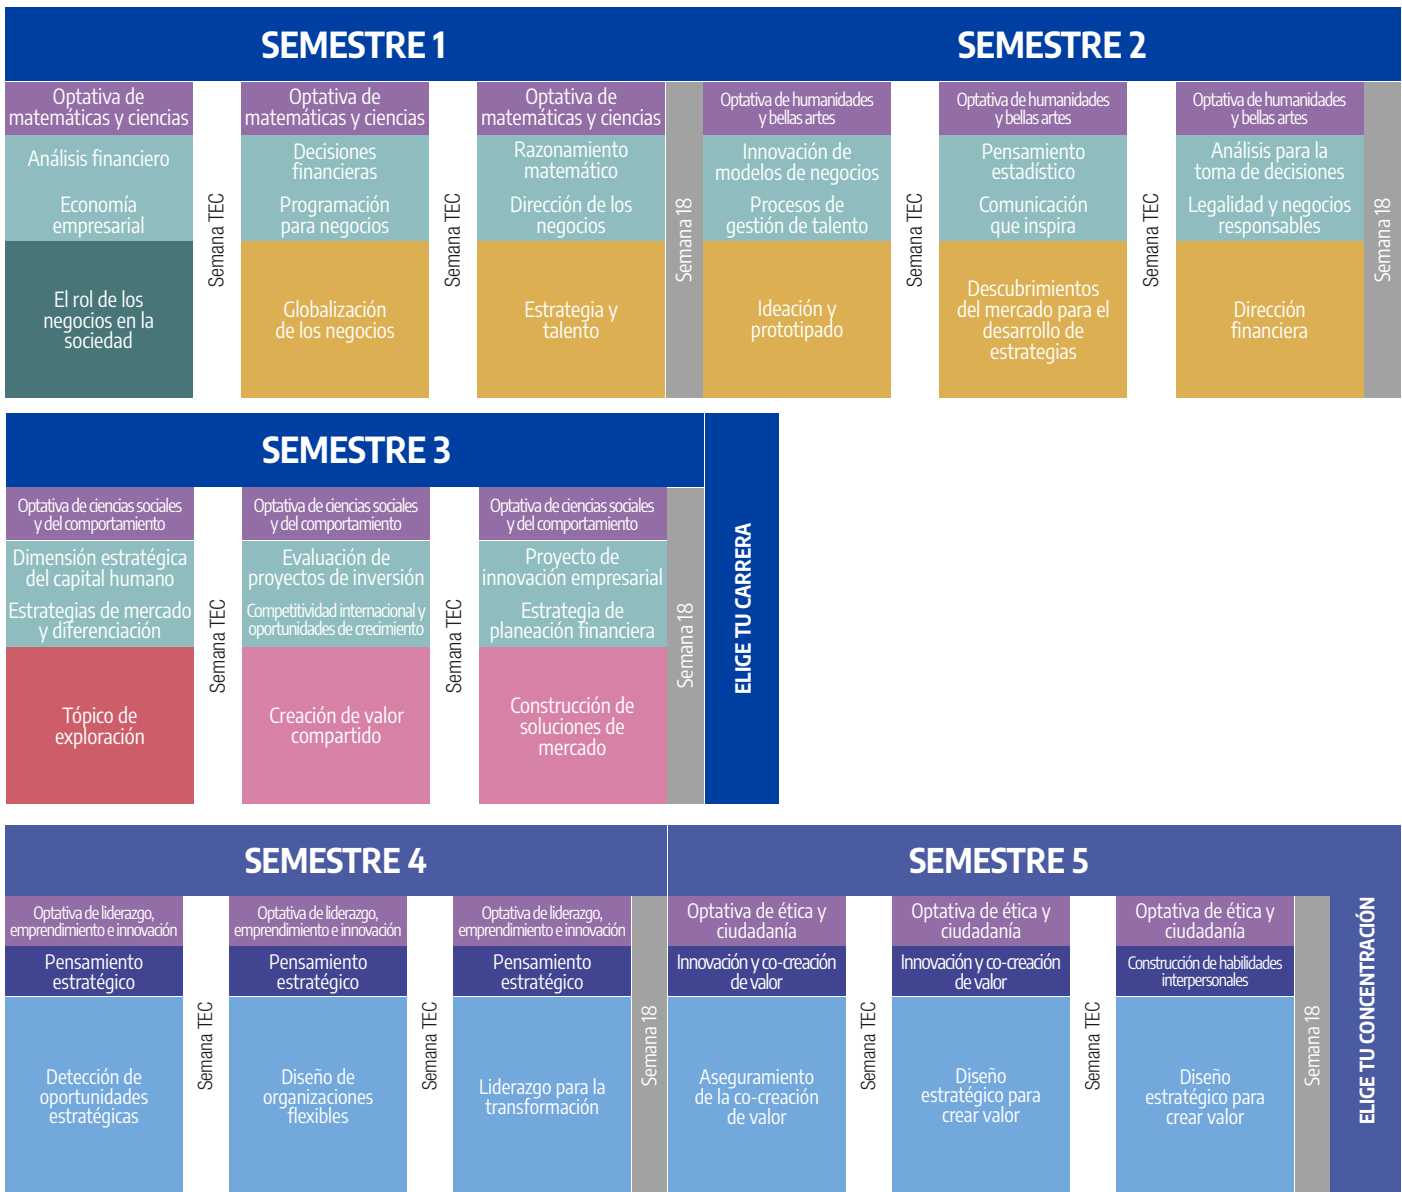 SEMESTRE 1
Optativa de
matemáticas y ciencias
Análisis financiero
Economía
empresarial
El rol de los
negocios en la
sociedad
Semana TEC
Optativa de
matemáticas y ciencias
Decisiones
financieras
Programación
para negocios
Globalización
de los negocios
Semana TEC
Optativa de
matemáticas y ciencias
Razonamiento
matemático
Dirección de los
negocios
Estrategia y
talento
Semana 18
SEMESTRE 2
Optativa de humanidades
y bellas artes
Innovación de
modelos de negocios
Procesos de
gestión de talento
Ideación y
prototipado
Semana TEC
Optativa de humanidades
y bellas artes
Pensamiento
estadístico
Comunicación
que inspira
Descubrimientos
del mercado para el
desarrollo de
estrategias
Semana TEC
Optativa de humanidades
y bellas artes
Análisis para la
toma de decisiones
Legalidad y negocios
responsables
Dirección
financiera
Semana 18
SEMESTRE 3
Optativa de ciencias sociales
y del comportamiento
Dimensión estratégica
del capital humano
Estrategias de mercado
y diferenciación
Tópico de
exploración
Semana TEC
Optativa de ciencias sociales
y del comportamiento
Evaluación de
proyectos de inversión
Competitividad internacional y
oportunidades de crecimiento
Creación de valor
compartido
Semana TEC
Optativa de ciencias sociales
y del comportamiento
Proyecto de
innovación empresarial
Estrategia de
planeación financiera
Construcción de
soluciones de
mercado
Semana 18
ELIGE TU CARRERA
SEMESTRE 4
Optativa de liderazgo,
emprendimiento e innovación
Pensamiento
estratégico
Detección de
oportunidades
estratégicas
Semana TEC
Optativa de liderazgo,
emprendimiento e innovación
Pensamiento
estratégico
Diseño de
organizaciones
flexibles
Semana TEC
Optativa de liderazgo,
emprendimiento e innovación
Pensamiento
estratégico
Liderazgo para la
transformación
Semana 18
SEMESTRE 5
Optativa de ética y
ciudadanía
Innovación y co-creación
de valor
Aseguramiento
de la co-creación
de valor
Semana TEC
Optativa de ética y
ciudadanía
Innovación y co-creación
de valor
Diseño
estratégico para
crear valor
Semana TEC
Optativa de ética y
ciudadanía
Construcción de habilidades
interpersonales
Diseño
estratégico para
crear valor
Semana 18
ELIGE TU CONCENTRACIÓN